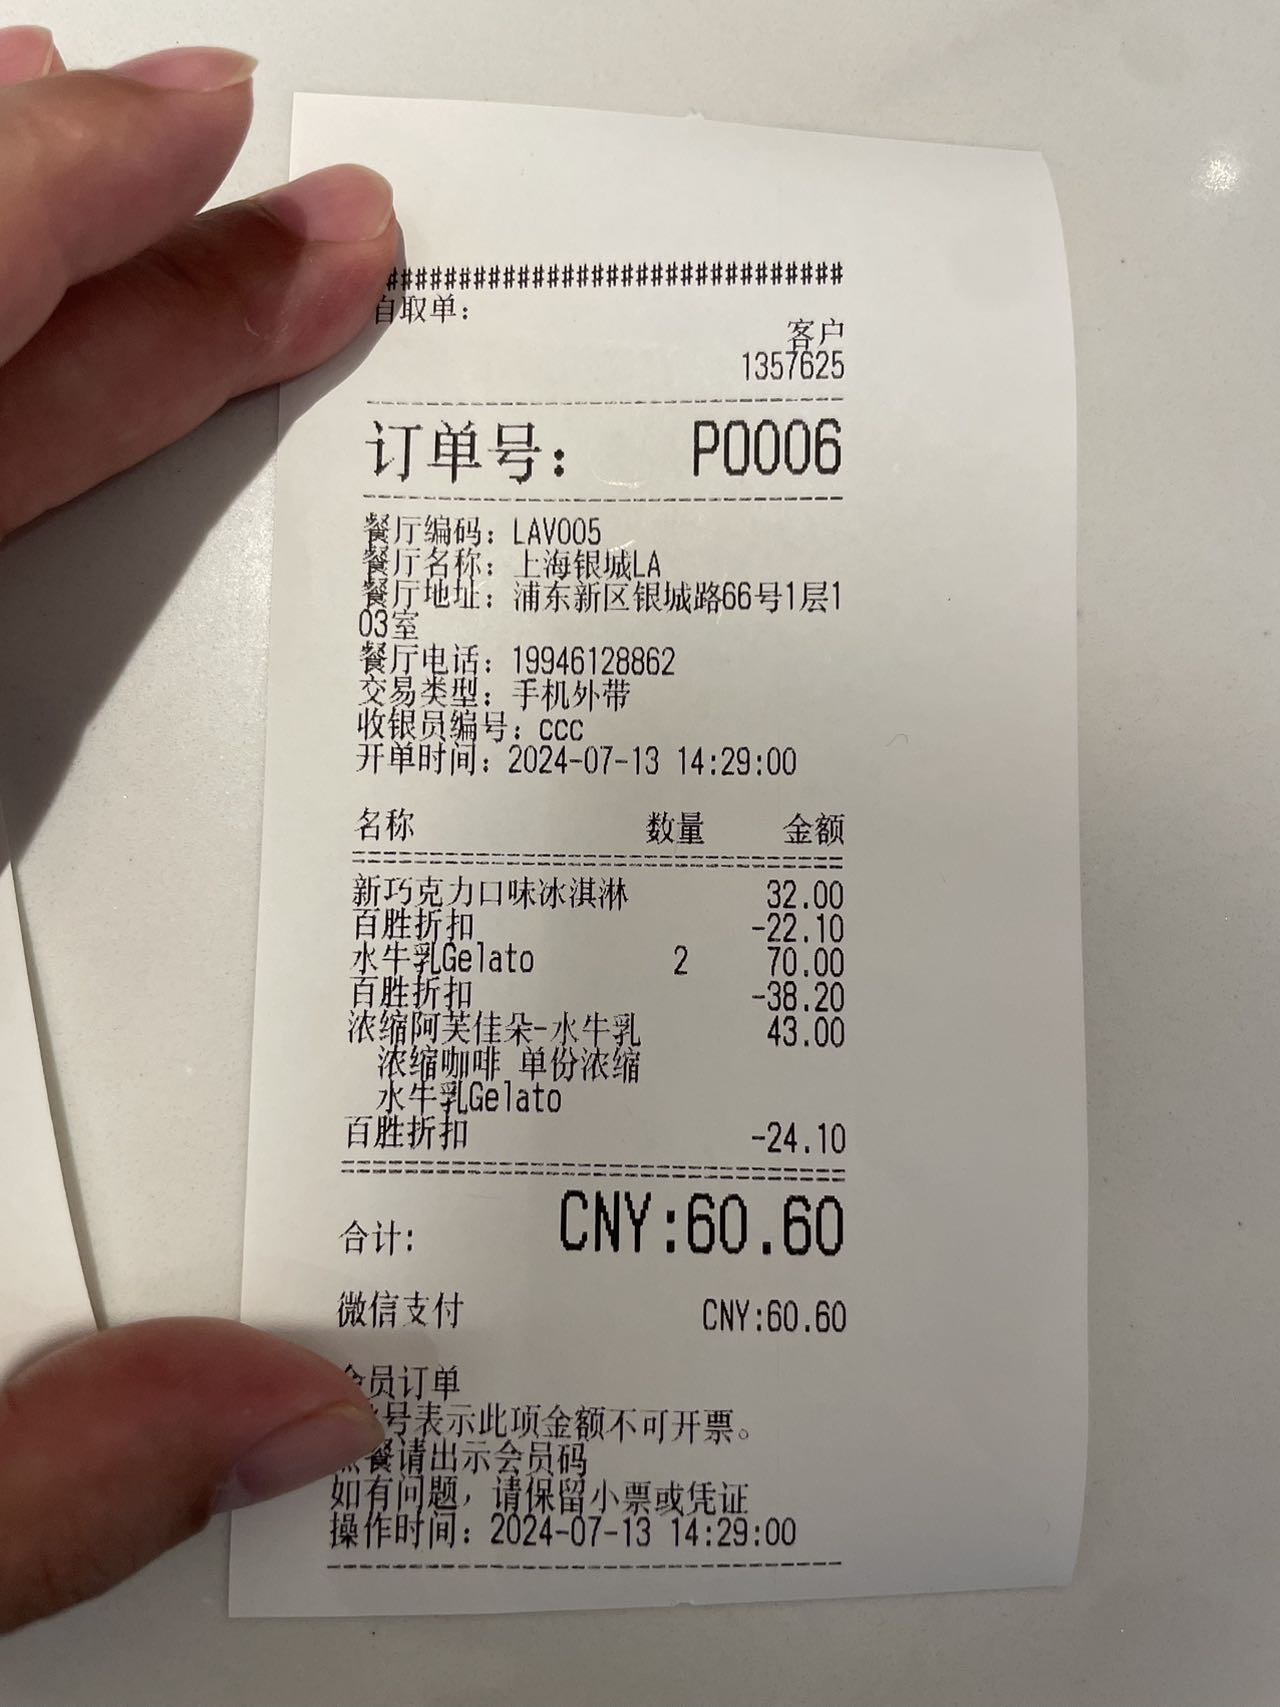 ################################
自取单：
客户
1357625
订单号： P0006
餐厅编码：LAV005
餐厅名称：上海银城LA
餐厅地址：浦东新区银城路66号1层1
03室
餐厅电话：19946128862
交易类型：手机外带
收银员编号：ccc
开单时间：2024-07-13 14:29:00
名称 数量 金额
新巧克力口味冰淇淋 32.00
百胜折扣 -22.10
水牛乳Gelato 2 70.00
百胜折扣 -38.20
浓缩阿芙佳朵-水牛乳 43.00
浓缩咖啡 单份浓缩
水牛乳Gelato
百胜折扣 -24.10
合计： CNY:60.60
微信支付 CNY:60.60
会员订单
号表示此项金额不可开票。
餐请出示会员码
如有问题，请保留小票或凭证
操作时间：2024-07-13 14:29:00